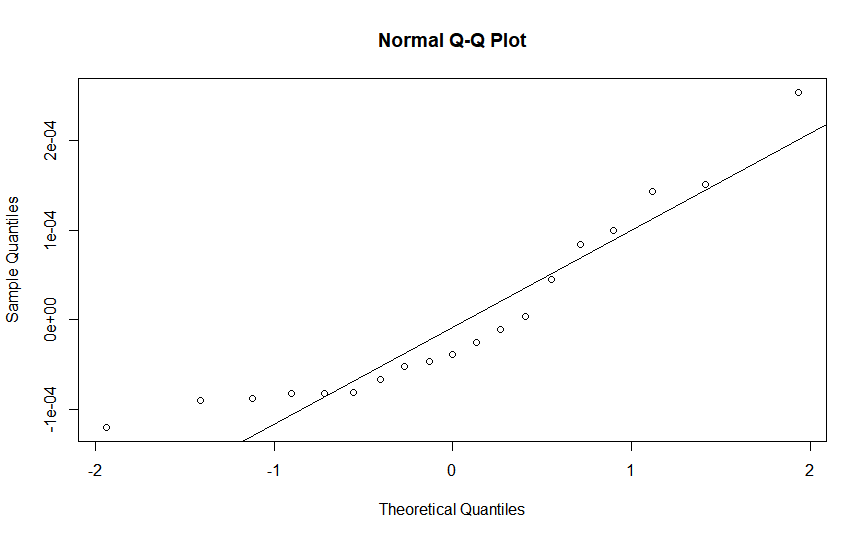 Normal Q-Q Plot
Sample Quantiles
2e-04
1e-04
0e+00
-1e-04
-2 -1 0 1 2
Theoretical Quantiles